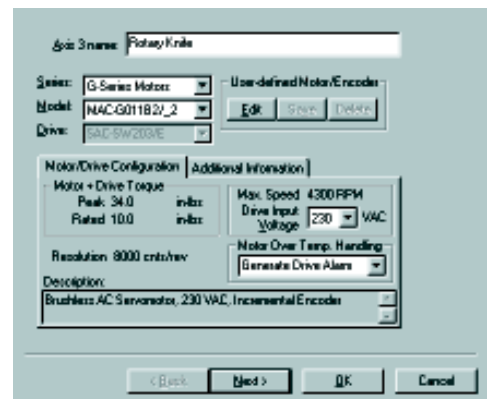 Axis 3 name: Rotary Knife
Series: G-Series Motors
User-defined Motor/Encoder
Model: MAC-G011B2/_2
Edit Save Delete
Drive: SAC-SW203/E
Motor/Drive Configuration Additional Information
Motor + Drive Torque
Peak 34.0 in-lbs
Rated 10.0 in-lbs
Max. Speed 4300 RPM
Drive Input Voltage 230 VAC
Resolution 8000 cnts/rev
Motor Over Temp. Handling
Generate Drive Alarm
Description:
Brushless AC Servomotor, 230 VAC, Incremental Encoder
< Back Next > OK Cancel